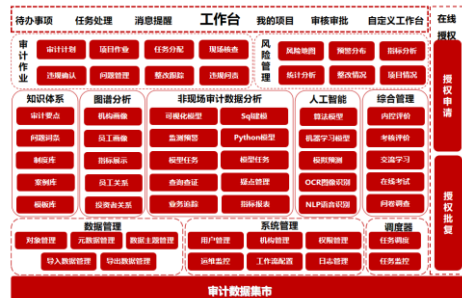 待办事项 任务处理 消息提醒 工作台 我的项目 审核审批 自定义工作台
在线授权
审计作业
审计计划 项目作业 任务分配 现场检查
违规确认 问题管理 整改跟踪 违规问责
风险管理
风险地图 预警分布 指标分析
统计分析 整改情况 项目情况
授权申请
授权批复
知识体系
审计要点
问题词条
制度库
案例库
模板库
图谱分析
机构画像
员工画像
指标展示
员工关系
投资者关系
非现场审计数据分析
可视化模型 Sql建模
监测预警 Python模型
模型任务 模型任务
查询查证 疑点管理
业务追踪 指标报表
人工智能
算法模型
机器学习模型
模拟预测
OCR图像识别
NLP语言识别
综合管理
内控评价
考核评价
交流学习
在线考试
问卷调查
数据管理
对象管理 元数据管理 数据主题管理
导入数据管理 导出数据管理
系统管理
用户管理 机构管理 权限管理
运维监控 工作流配置 日志管理
调度器
任务调度
任务监控
审计数据集市